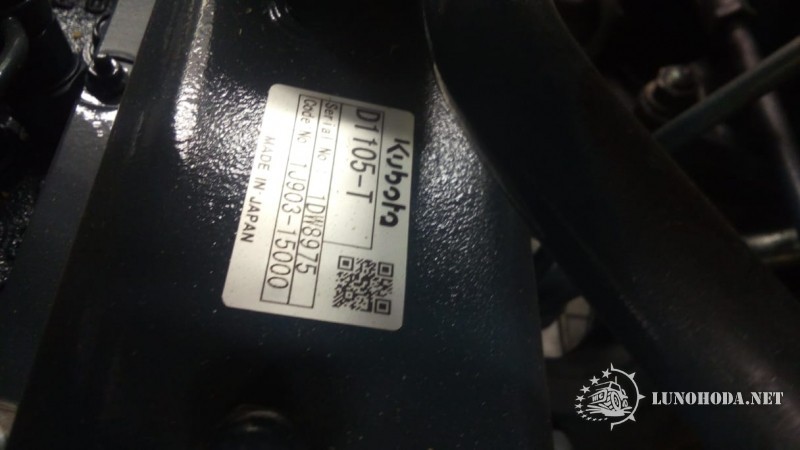 Kubota
D1105-T
Serial No. 1DW8975
Code No. 1J903-15000
MADE IN JAPAN
LUNOHODA.NET